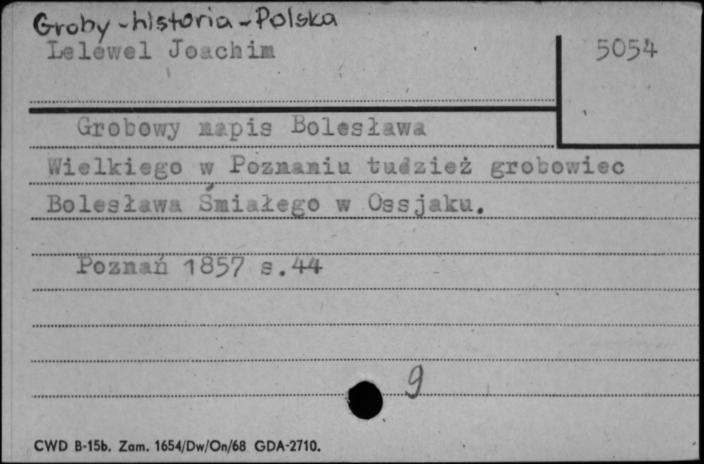 Groby - historia - Polska
Lelewel Joachim
5054
Grobowy napis Bolesława
Wielkiego w Poznaniu tudzież grobowiec
Bolesława Śmiałego w Ossjaku.
Poznań 1857 s.44
9
CWD B-15b. Zam. 1654/Dw/On/68 GDA-2710.